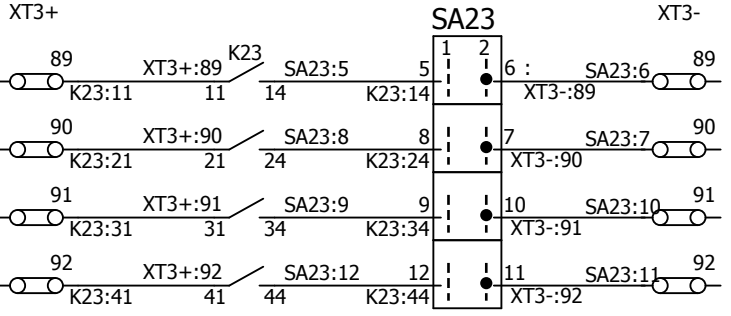 XT3+ SA23 XT3-
1 2
89 XT3+:89 K23 SA23:5 5 6 : SA23:6 89
K23:11 11 14 K23:14 XT3-:89
90 XT3+:90 SA23:8 8 7 SA23:7 90
K23:21 21 24 K23:24 XT3-:90
91 XT3+:91 SA23:9 9 10 SA23:10 91
K23:31 31 34 K23:34 XT3-:91
92 XT3+:92 SA23:12 12 11 SA23:11 92
K23:41 41 44 K23:44 XT3-:92